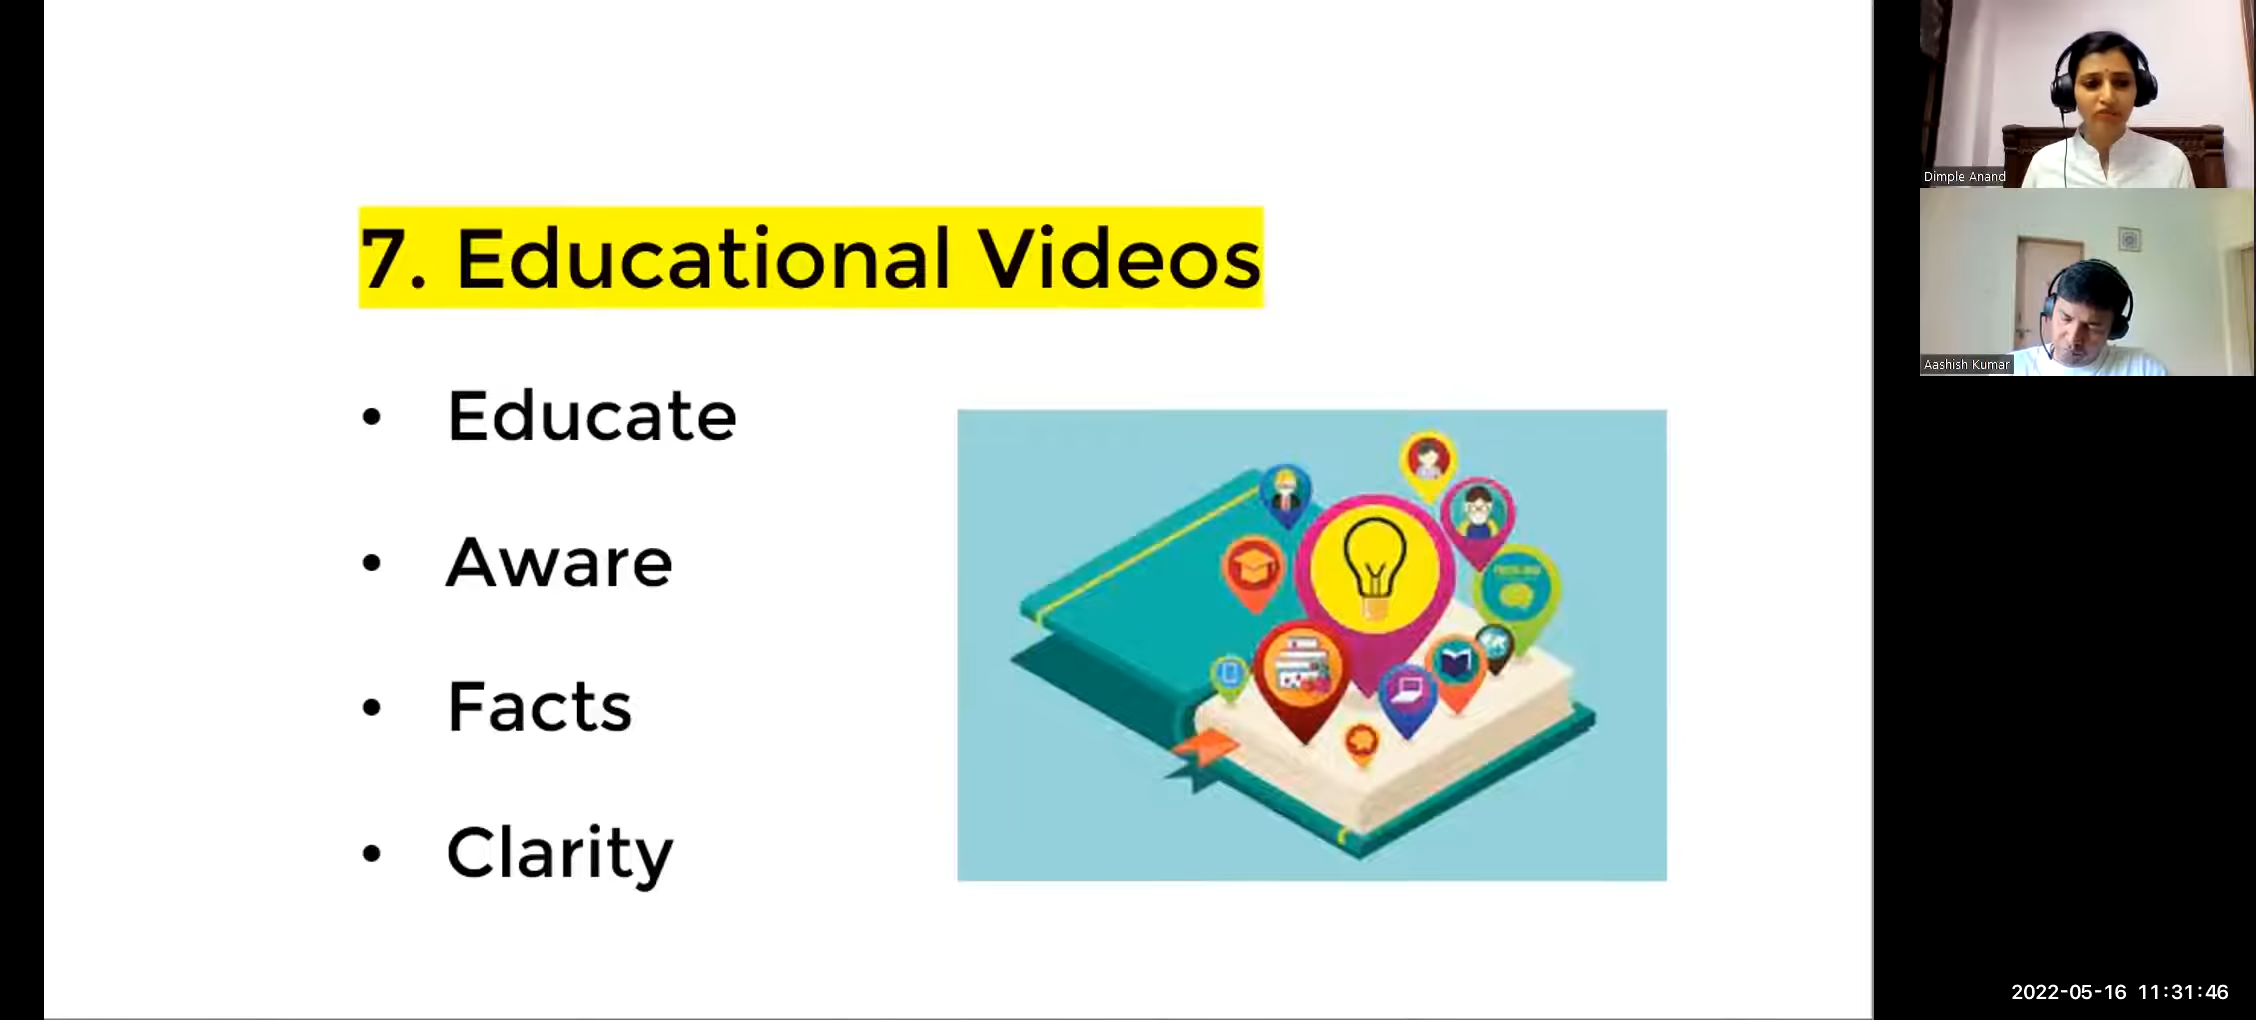 7. Educational Videos
• Educate
• Aware
• Facts
• Clarity
Dimple Anand
Aashish Kumar
2022-05-16 11:31:46